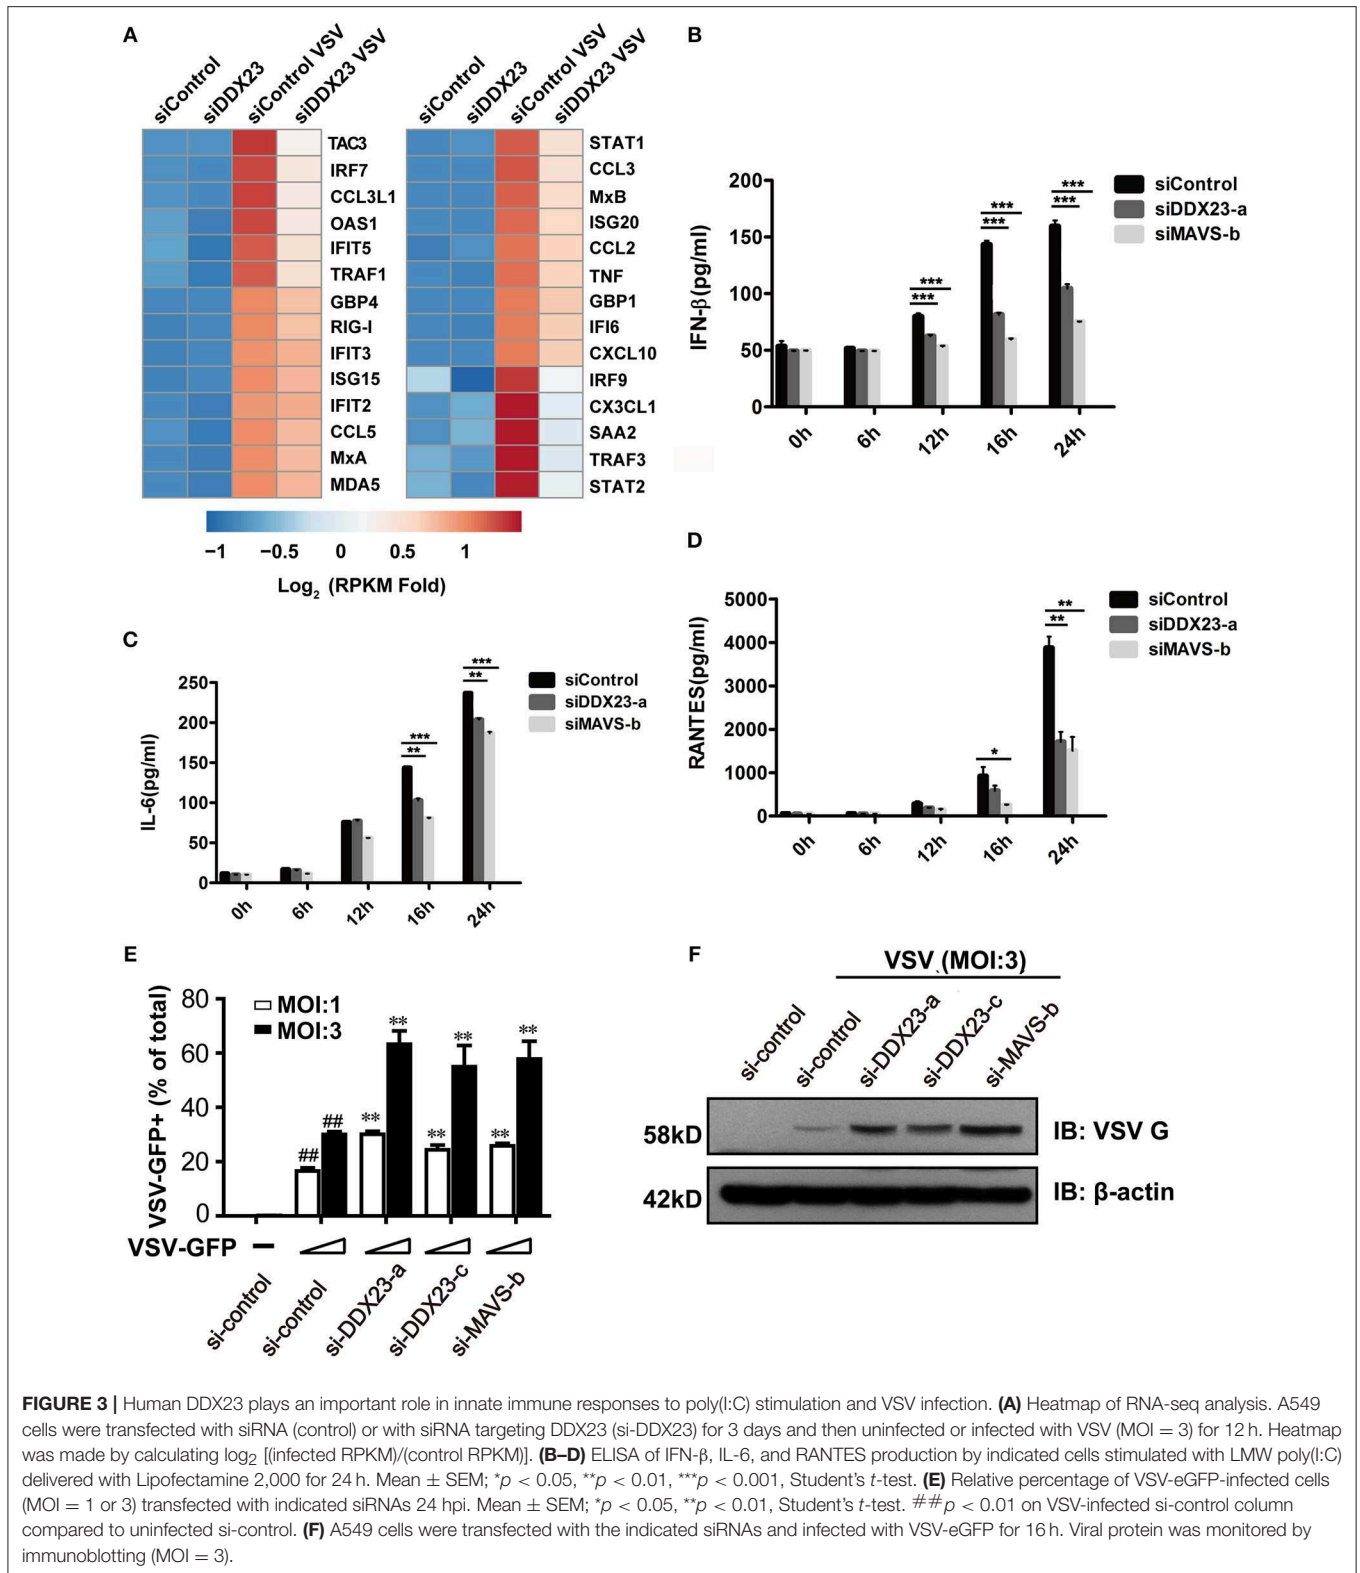 A
siControl
siDDX23
siControl VSV
siDDX23 VSV
siControl
siDDX23
siControl VSV
siDDX23 VSV
TAC3
IRF7
CCL3L1
OAS1
IFIT5
TRAF1
GBP4
RIG-I
IFIT3
ISG15
IFIT2
CCL5
MxA
MDA5
STAT1
CCL3
MxB
ISG20
CCL2
TNF
GBP1
IFI6
CXCL10
IRF9
CX3CL1
SAA2
TRAF3
STAT2
−1 −0.5 0 0.5 1
Log₂ (RPKM Fold)
B
IFN-β(pg/ml)
200
150
100
50
0
0h 6h 12h 16h 24h
***
***
***
***
***
***
siControl
siDDX23-a
siMAVS-b
C
IL-6(pg/ml)
250
200
150
100
50
0
0h 6h 12h 16h 24h
***
**
***
**
siControl
siDDX23-a
siMAVS-b
D
RANTES(pg/ml)
5000
4000
3000
2000
1000
0
0h 6h 12h 16h 24h
*
**
**
siControl
siDDX23-a
siMAVS-b
E
VSV-GFP+ (% of total)
80
60
40
20
0
MOI:1
MOI:3
## ## ** ** ** ** ** **
VSV-GFP −
si-control
si-control
si-DDX23-a
si-DDX23-c
si-MAVS-b
F
VSV (MOI:3)
si-control
si-control
si-DDX23-a
si-DDX23-c
si-MAVS-b
58kD
IB: VSV G
42kD
IB: β-actin
FIGURE 3 | Human DDX23 plays an important role in innate immune responses to poly(I:C) stimulation and VSV infection. (A) Heatmap of RNA-seq analysis. A549
cells were transfected with siRNA (control) or with siRNA targeting DDX23 (si-DDX23) for 3 days and then uninfected or infected with VSV (MOI = 3) for 12 h. Heatmap
was made by calculating log₂ [(infected RPKM)/(control RPKM)]. (B–D) ELISA of IFN-β, IL-6, and RANTES production by indicated cells stimulated with LMW poly(I:C)
delivered with Lipofectamine 2,000 for 24 h. Mean ± SEM; *p < 0.05, **p < 0.01, ***p < 0.001, Student's t-test. (E) Relative percentage of VSV-eGFP-infected cells
(MOI = 1 or 3) transfected with indicated siRNAs 24 hpi. Mean ± SEM; *p < 0.05, **p < 0.01, Student's t-test. ##p < 0.01 on VSV-infected si-control column
compared to uninfected si-control. (F) A549 cells were transfected with the indicated siRNAs and infected with VSV-eGFP for 16 h. Viral protein was monitored by
immunoblotting (MOI = 3).